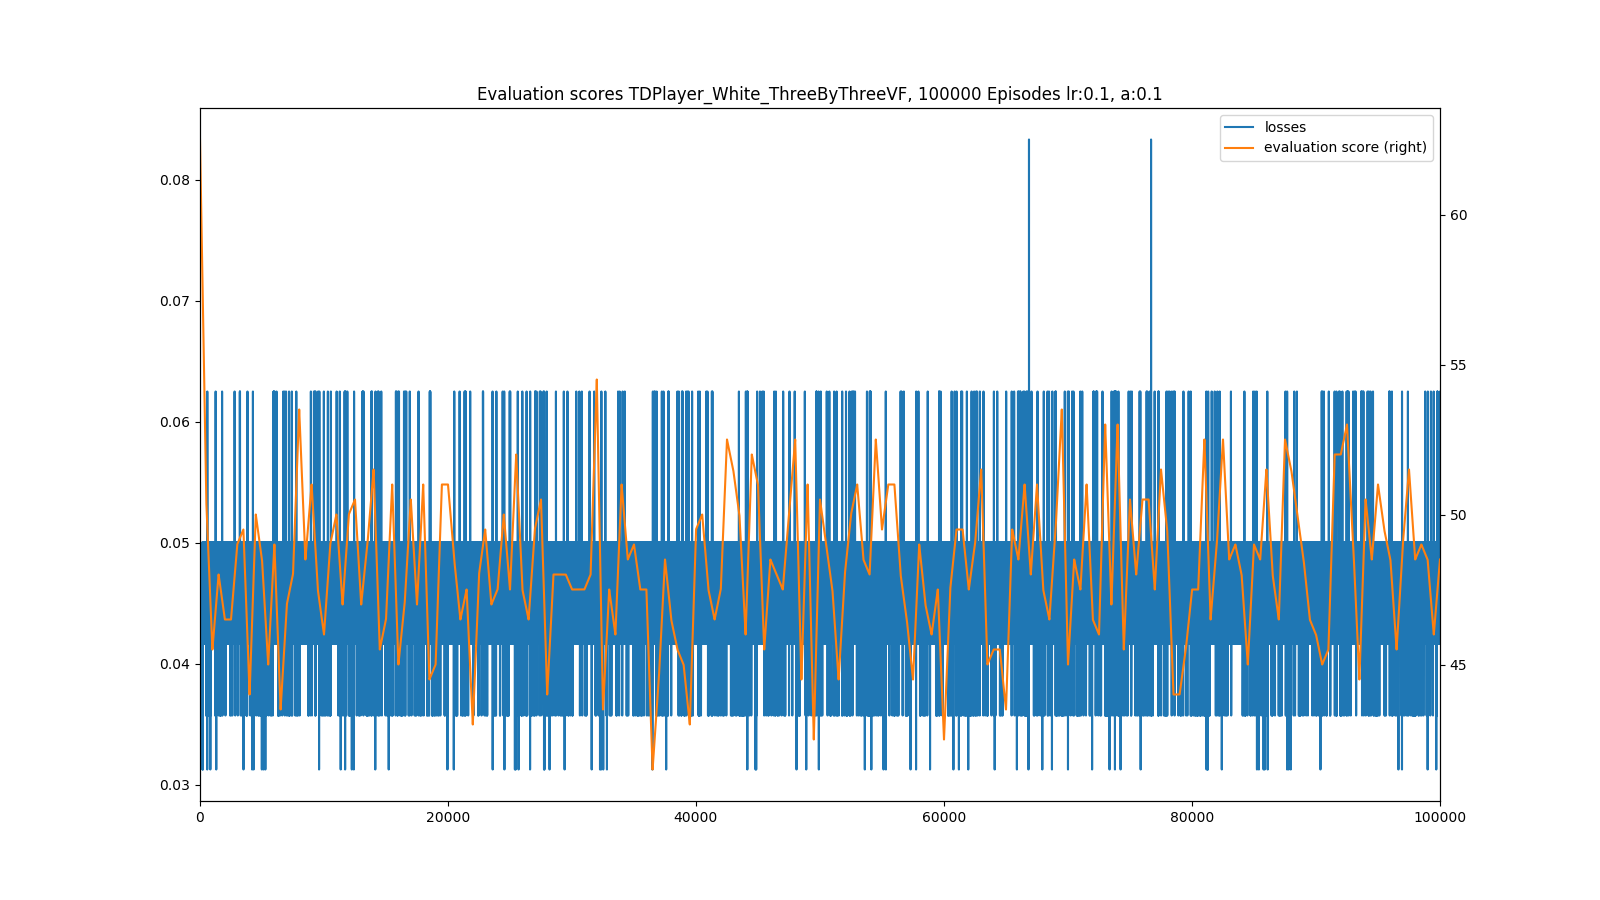 Evaluation scores TDPlayer_White_ThreeByThreeVF, 100000 Episodes lr:0.1, a:0.1
losses
evaluation score (right)
0.08
0.07
0.06
0.05
0.04
0.03
60
55
50
45
0 20000 40000 60000 80000 100000